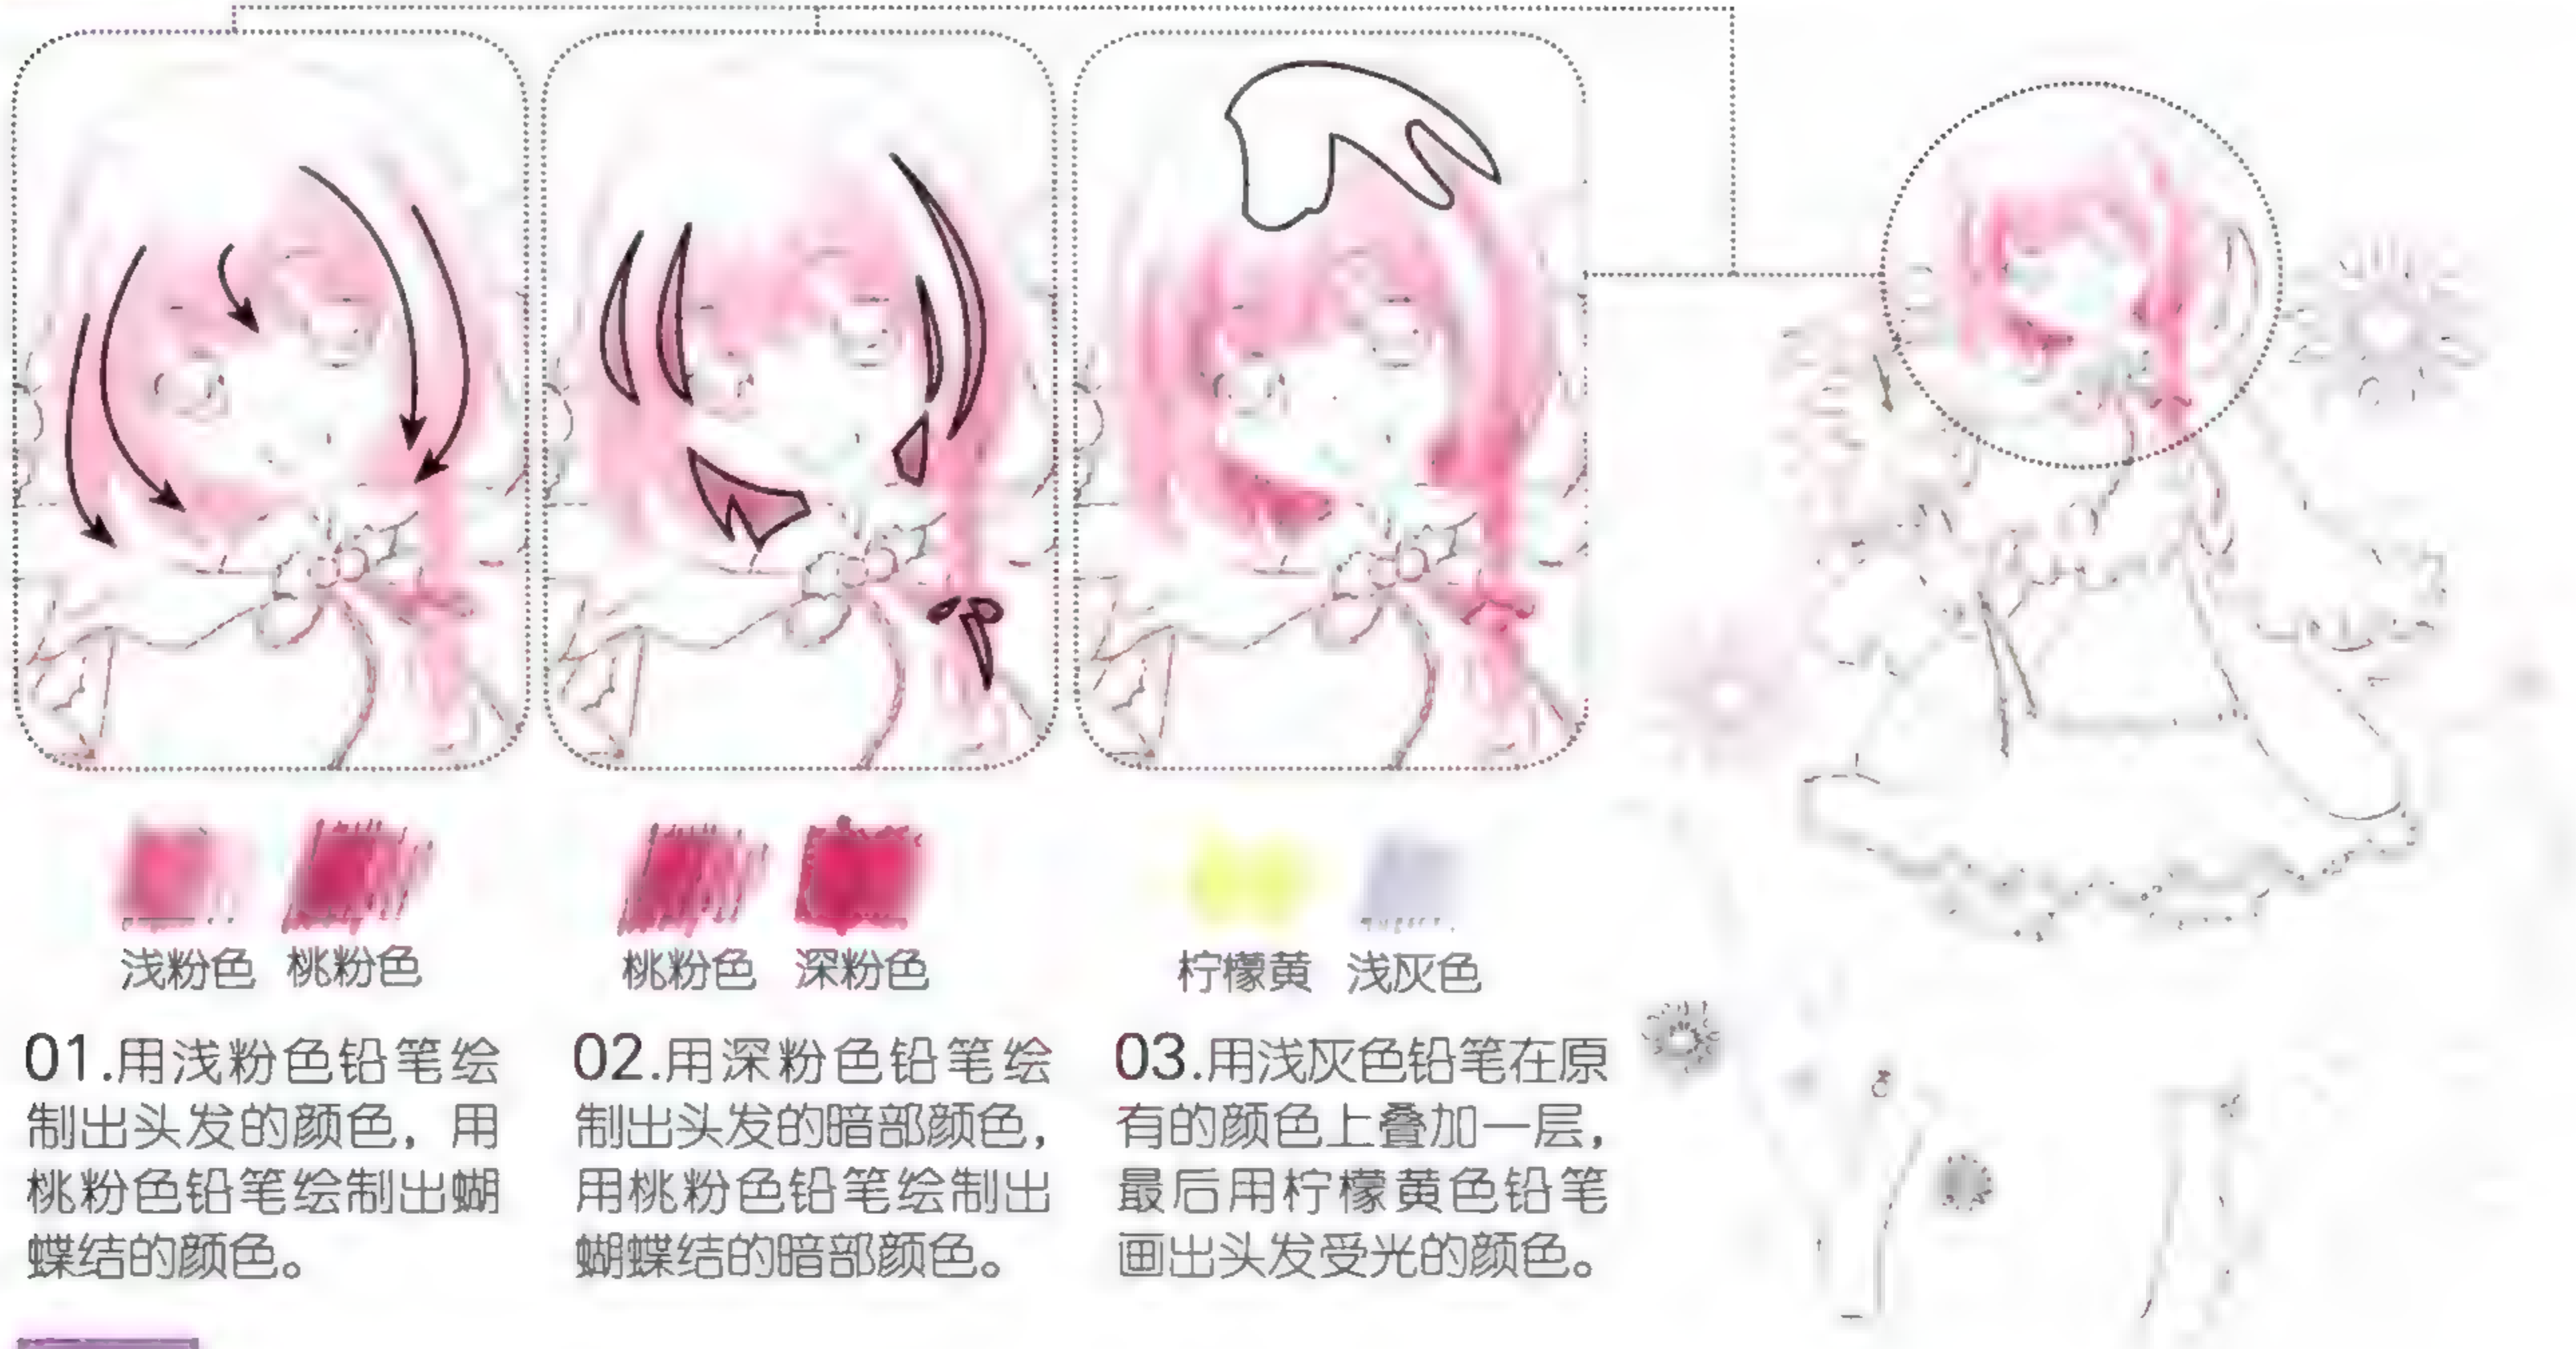 浅粉色 桃粉色
桃粉色 深粉色
柠檬黄 浅灰色
01.用浅粉色铅笔绘
制出头发的颜色，用
桃粉色铅笔绘制出蝴
蝶结的颜色。
02.用深粉色铅笔绘
制出头发的暗部颜色，
用桃粉色铅笔绘制出
蝴蝶结的暗部颜色。
03.用浅灰色铅笔在原
有的颜色上叠加一层，
最后用柠檬黄色铅笔
画出头发受光的颜色。